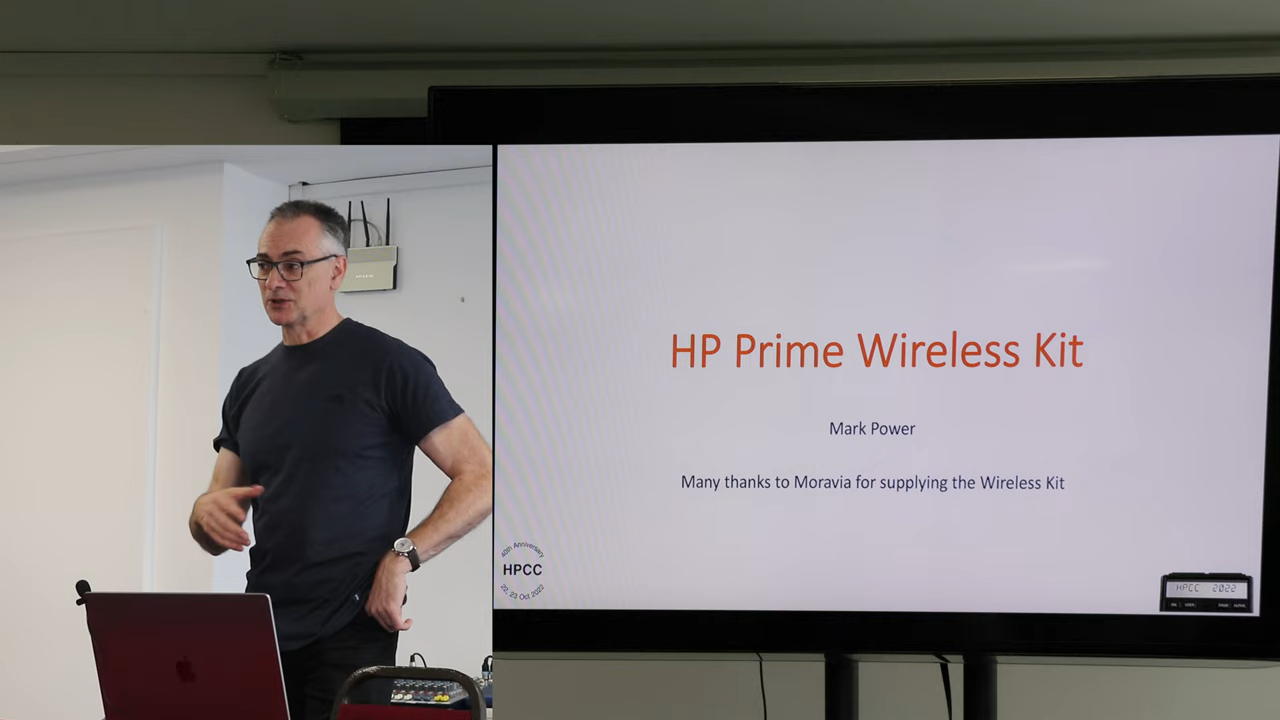 HP Prime Wireless Kit
Mark Power
Many thanks to Moravia for supplying the Wireless Kit
40th Anniversary
HPCC
22, 23 Oct 2022
HPCC 2022